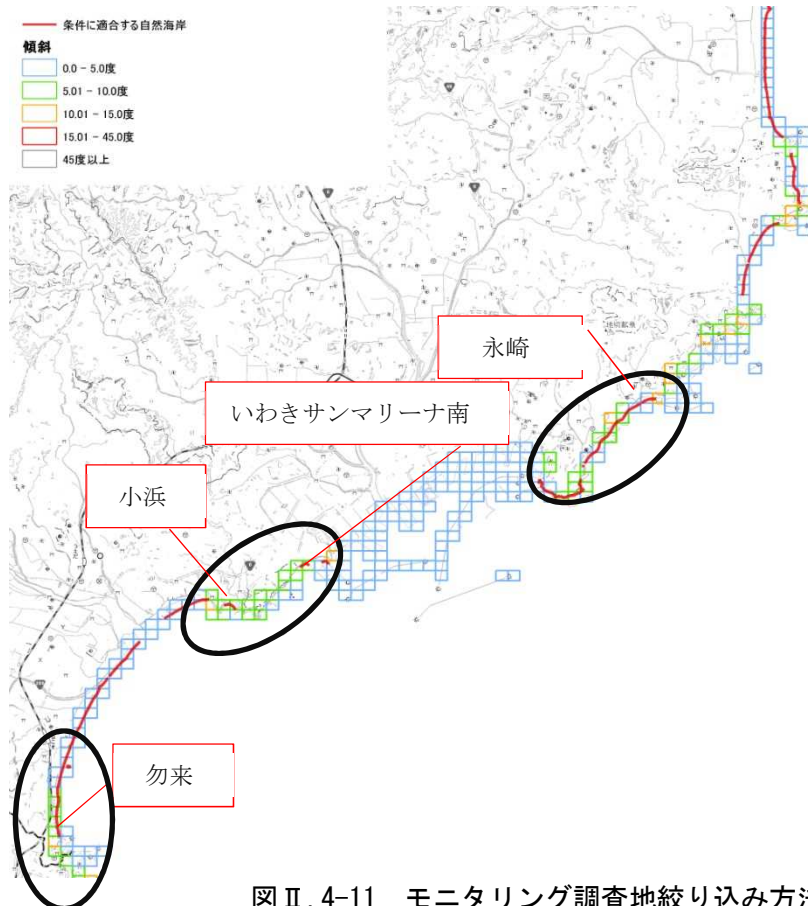 条件に適合する自然海岸
傾斜
0.0 - 5.0度
5.01 - 10.0度
10.01 - 15.0度
15.01 - 45.0度
45度以上
永崎
いわきサンマリーナ南
小浜
勿来
図Ⅱ.4-11 モニタリング調査地絞り込み方法